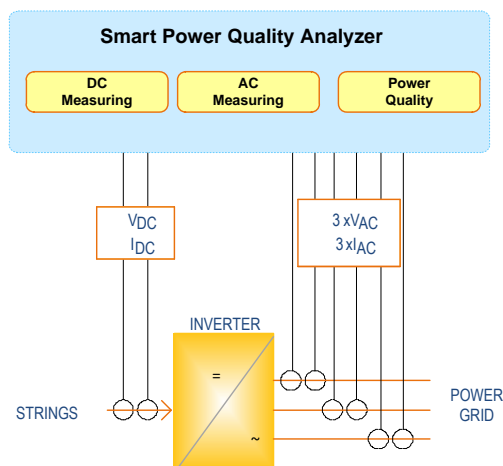 Smart Power Quality Analyzer
DC
Measuring
AC
Measuring
Power
Quality
VDC
IDC
3 xVAC
3 xIAC
INVERTER
=
~
STRINGS
POWER
GRID